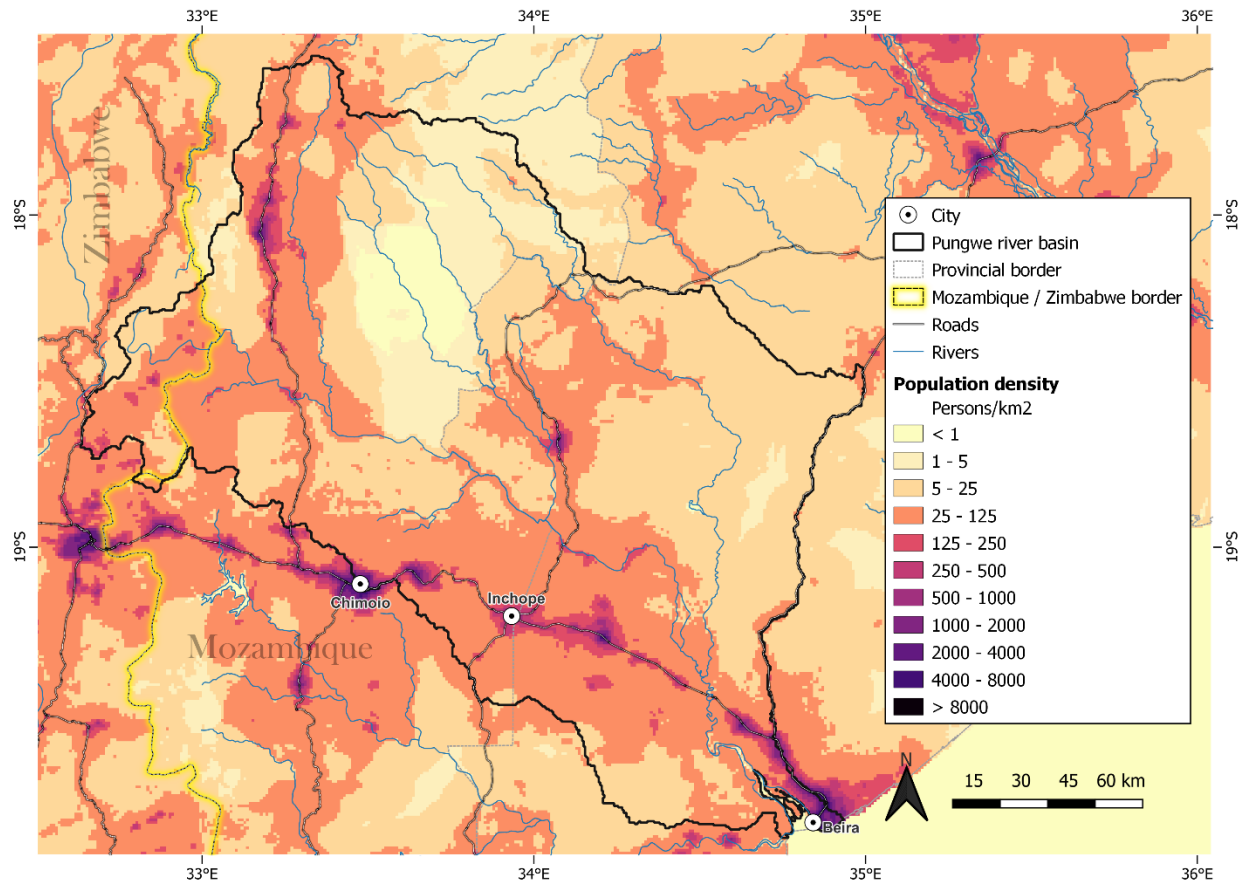 33°E 34°E 35°E 36°E
Zimbabwe
18°S 18°S
City
Pungwe river basin
Provincial border
Mozambique / Zimbabwe border
Roads
Rivers
Population density
Persons/km2
< 1
1 - 5
5 - 25
25 - 125
125 - 250
250 - 500
500 - 1000
1000 - 2000
2000 - 4000
4000 - 8000
> 8000
19°S 19°S
Chimoio
Inchope
Mozambique
N
15 30 45 60 km
Beira
33°E 34°E 35°E 36°E